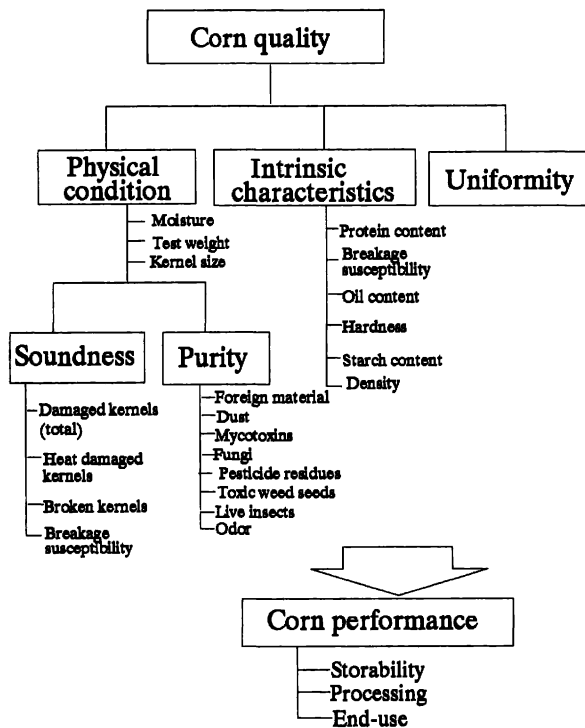 Corn quality
Physical
condition
Moisture
Test weight
Kernel size
Intrinsic
characteristics
Protein content
Breakage
susceptibility
Oil content
Hardness
Starch content
Density
Uniformity
Soundness
Damaged kernels
(total)
Heat damaged
kernels
Broken kernels
Breakage
susceptibility
Purity
Foreign material
Dust
Mycotoxins
Fungi
Pesticide residues
Toxic weed seeds
Live insects
Odor
Corn performance
Storability
Processing
End-use